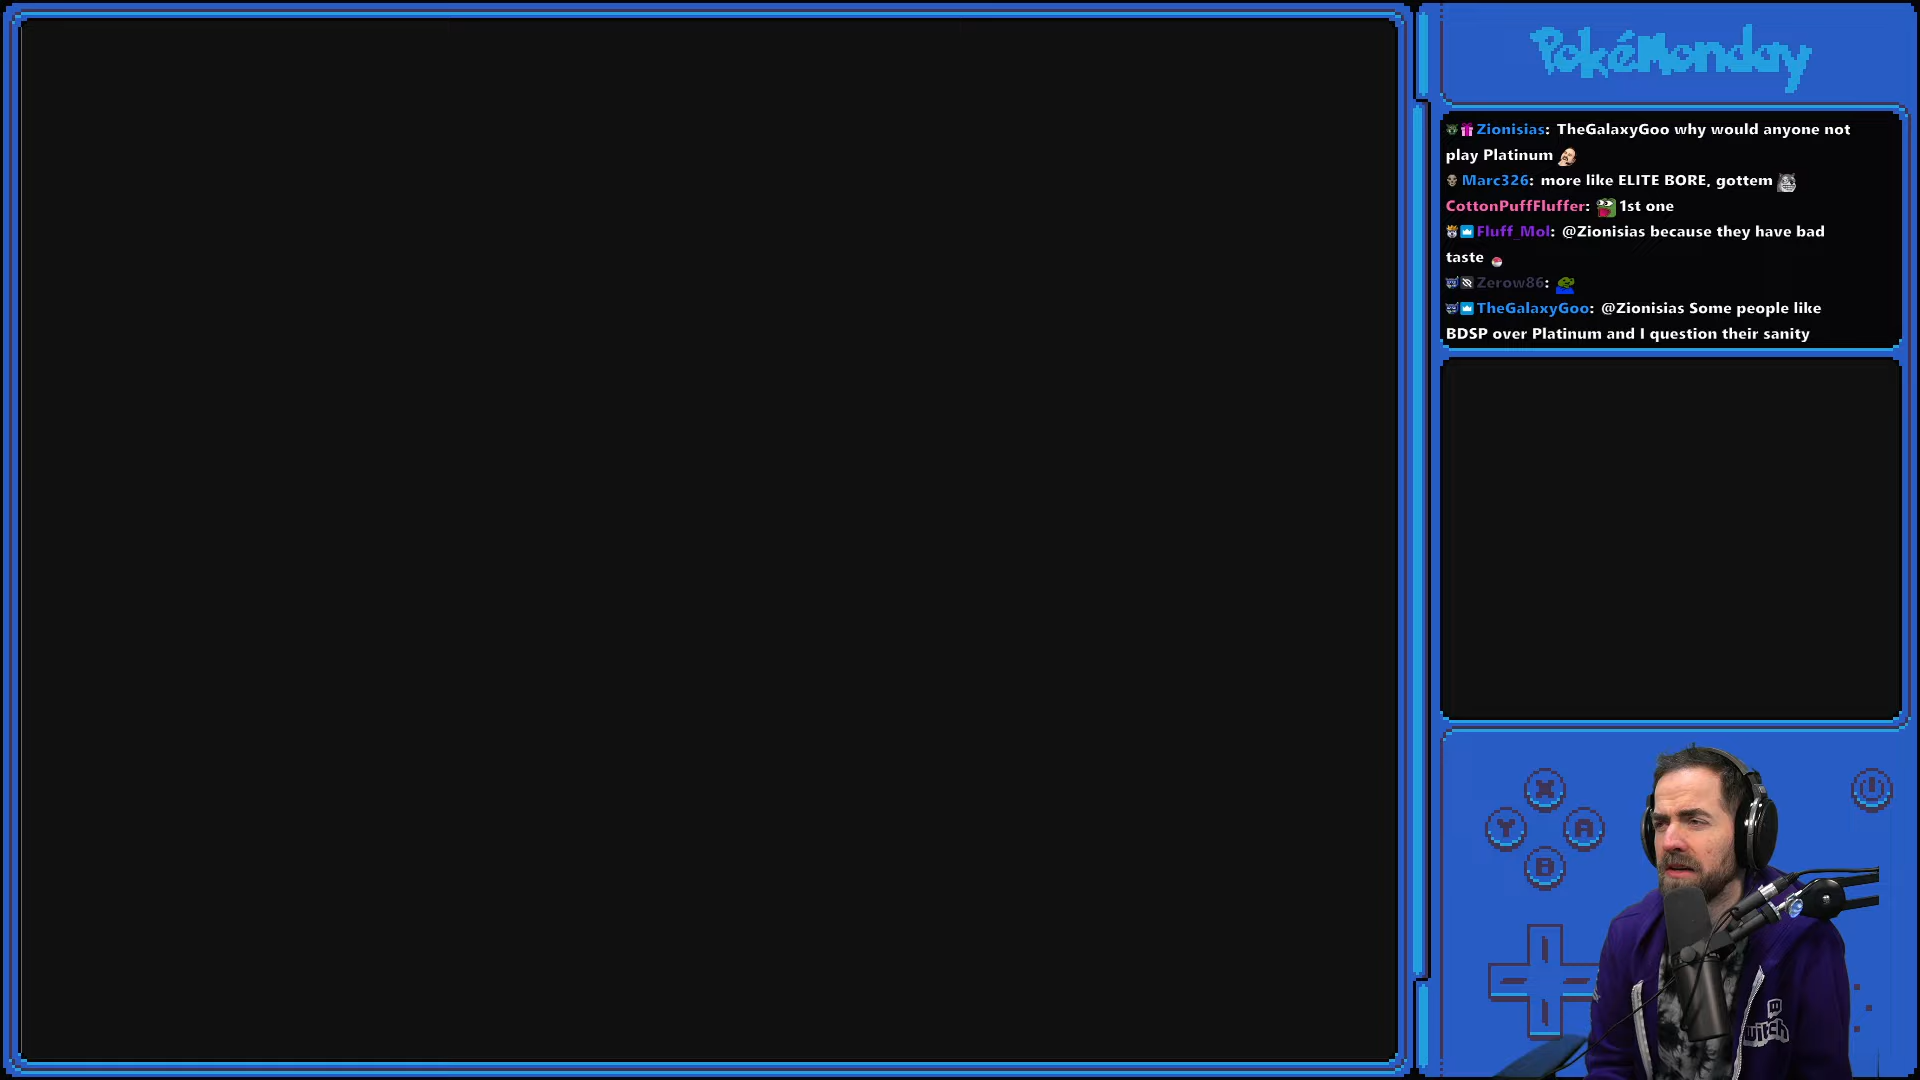 PokéMonday
Zionisias: TheGalaxyGoo why would anyone not
play Platinum
Marc326: more like ELITE BORE, gottem
CottonPuffFluffer: 1st one
Fluff_Mol: @Zionisias because they have bad
taste
Zerow86:
TheGalaxyGoo: @Zionisias Some people like
BDSP over Platinum and I question their sanity
X
Y A
B
twitch